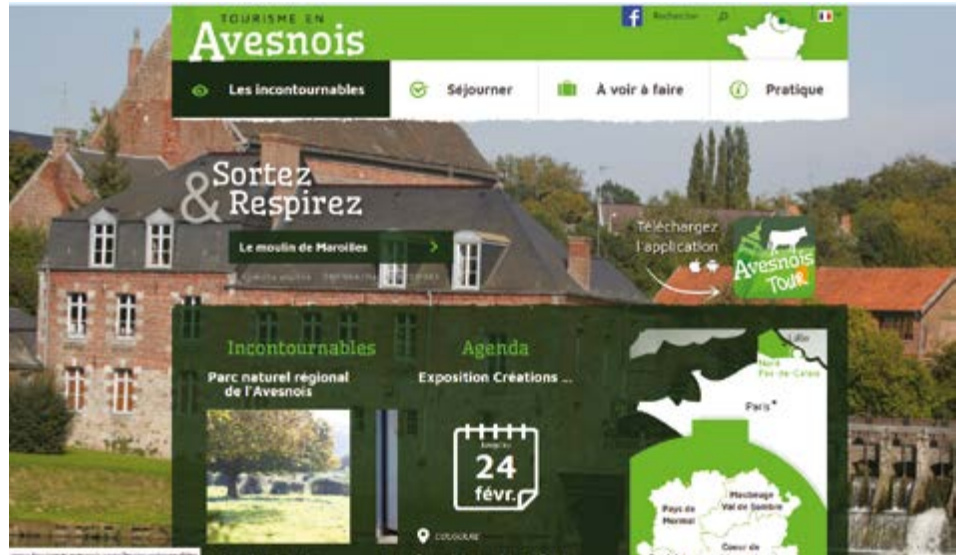 TOURISME EN
Avesnois
Rechercher
Les incontournables
Séjourner
À voir à faire
Pratique
Sortez
& Respirez
Le moulin de Maroilles
Téléchargez
l'application
Avesnois
Tour
Incontournables
Agenda
Parc naturel régional
de l'Avesnois
Exposition Créations ...
24
févr.
Lille
Nord
Pas-de-Calais
Paris
Pays de
Mormal
Maubeuge
Val de Sambre
Coeur de